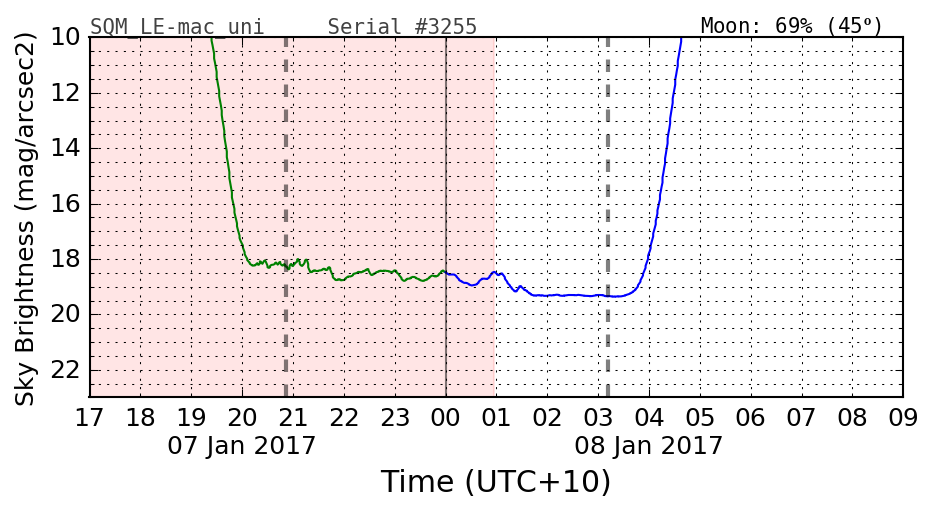 SQM_LE-mac_uni Serial #3255 Moon: 69% (45°)
Sky Brightness (mag/arcsec2)
10
12
14
16
18
20
22
17 18 19 20 21 22 23 00 01 02 03 04 05 06 07 08 09
07 Jan 2017 08 Jan 2017
Time (UTC+10)